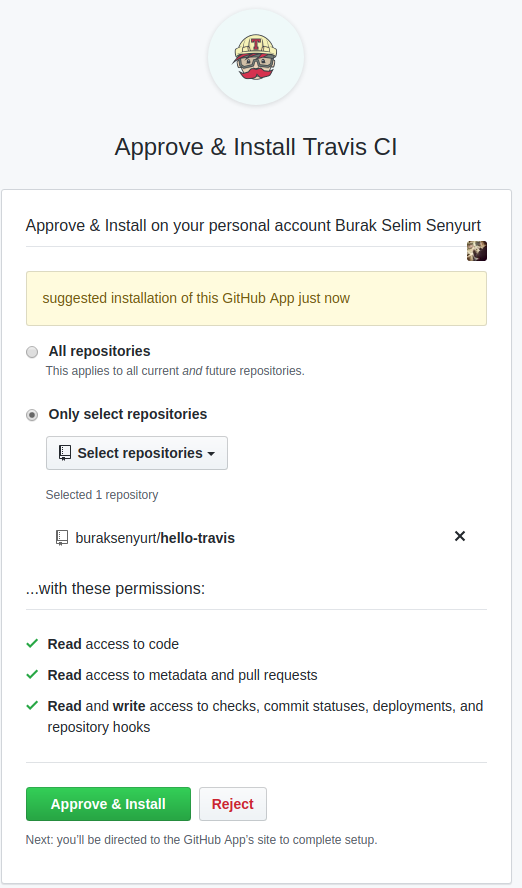 T
Approve & Install Travis CI
Approve & Install on your personal account Burak Selim Senyurt
suggested installation of this GitHub App just now
All repositories
This applies to all current and future repositories.
Only select repositories
Select repositories
Selected 1 repository
buraksenyurt/hello-travis
...with these permissions:
Read access to code
Read access to metadata and pull requests
Read and write access to checks, commit statuses, deployments, and
repository hooks
Approve & Install Reject
Next: you'll be directed to the GitHub App's site to complete setup.